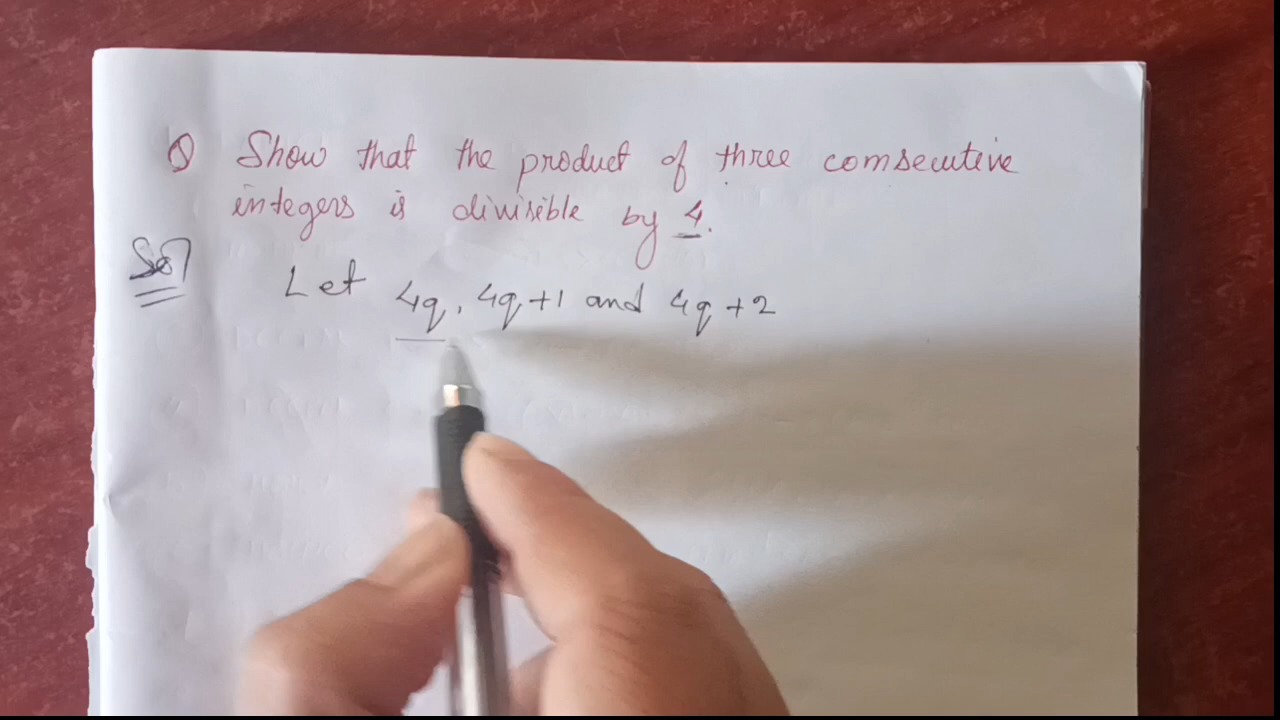 Q Show that the product of three comsecutive
integers is divisible by 4.
Sol
Let 4q, 4q+1 and 4q+2